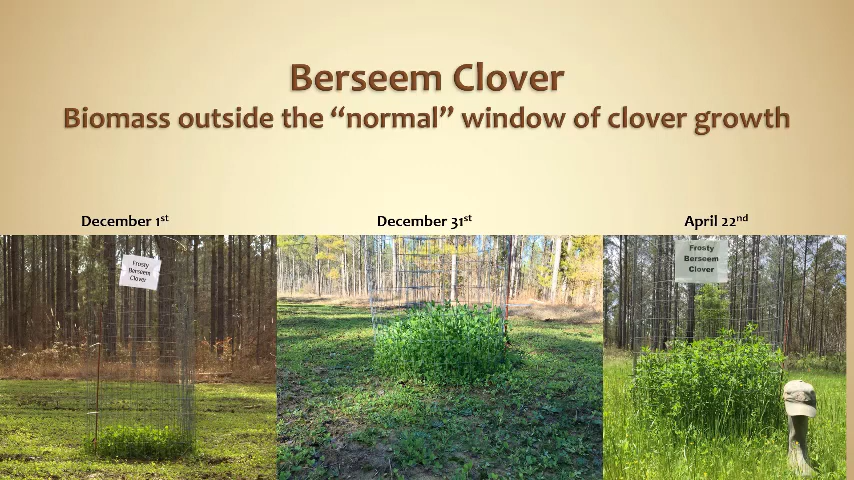 Berseem Clover
Biomass outside the “normal” window of clover growth
December 1st
December 31st
April 22nd
Frosty
Berseem
Clover
Frosty
Berseem
Clover